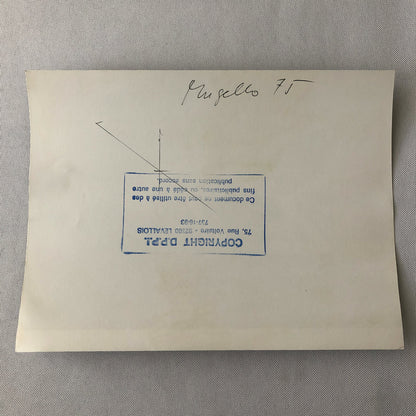 Mugello 75
COPYRIGHT D.P.P.I.
75, Rue Voltaire - 92300 LEVALLOIS
737-16-93
Ce document ne peut être utilisé à des
fins publicitaires, ou cédé à une autre
publication sans accord.